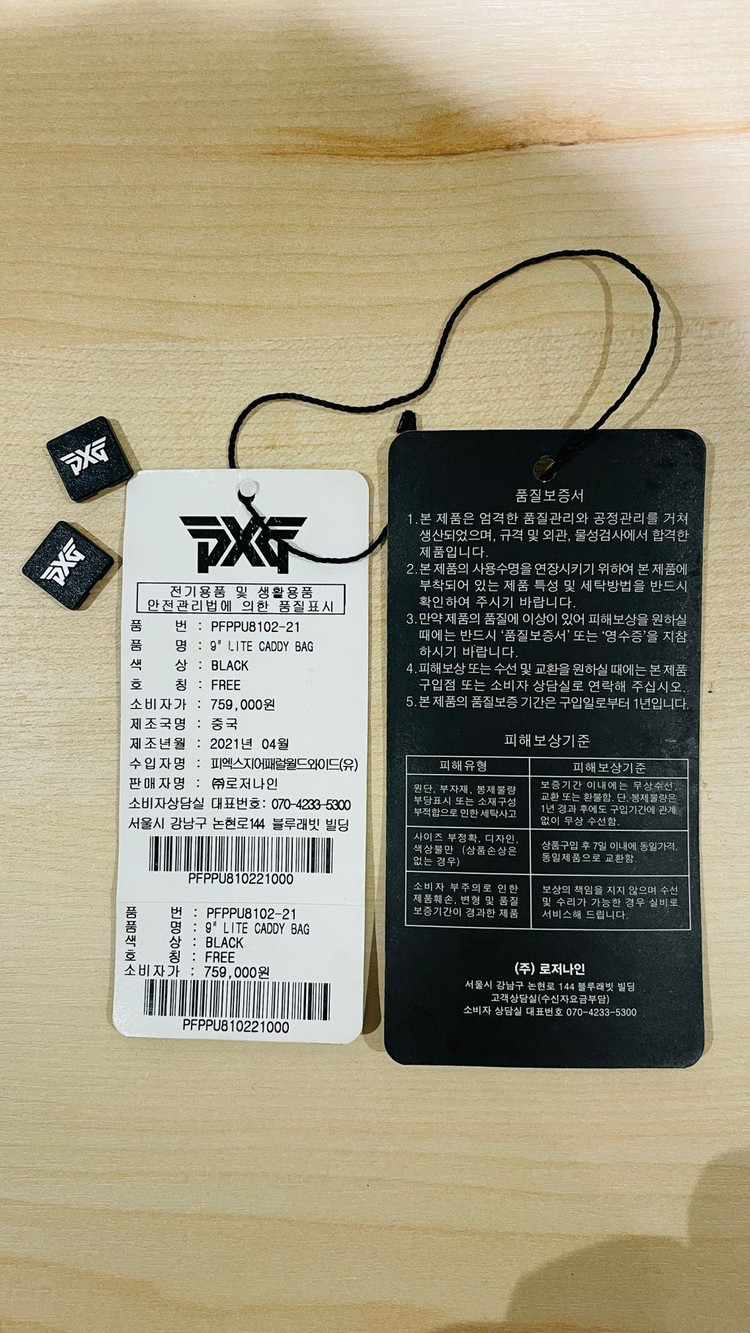 PXG
PXG
PXG
전기용품 및 생활용품
안전관리법에 의한 품질표시
품 번 : PFPPU8102-21
품 명 : 9" LITE CADDY BAG
색 상 : BLACK
호 칭 : FREE
소비자가 : 759,000원
제조국명 : 중국
제조년월 : 2021년 04월
수입자명 : 피엑스지어패럴월드와이드(유)
판매자명 : ㈜로저나인
소비자상담실 대표번호: 070-4233-5300
서울시 강남구 논현로144 블루래빗 빌딩
PFPPU810221000
품 번 : PFPPU8102-21
품 명 : 9" LITE CADDY BAG
색 상 : BLACK
호 칭 : FREE
소비자가 : 759,000원
PFPPU810221000
품질보증서
1. 본 제품은 엄격한 품질관리와 공정관리를 거쳐
생산되었으며, 규격 및 외관, 물성검사에서 합격한
제품입니다.
2. 본 제품의 사용수명을 연장시키기 위하여 본 제품에
부착되어 있는 제품 특성 및 세탁방법을 반드시
확인하여 주시기 바랍니다.
3. 만약 제품의 품질에 이상이 있어 피해보상을 원하실
때에는 반드시 '품질보증서' 또는 '영수증'을 지참
하시기 바랍니다.
4. 피해보상 또는 수선 및 교환을 원하실 때에는 본 제품
구입점 또는 소비자 상담실로 연락해 주십시오.
5. 본 제품의 품질보증 기간은 구입일로부터 1년입니다.
피해보상기준
피해유형 피해보상기준
원단, 부자재, 봉제불량
부당표시 또는 소재구성
부적합으로 인한 세탁사고
보증기간 이내에는 무상수선,
교환 또는 환불함. 단, 봉제불량은
1년 경과 후에도 구입기간에 관계
없이 무상 수선함.
사이즈 부정확, 디자인,
색상불만 (상품손상은
없는 경우)
상품구입 후 7일 이내에 동일가격,
동일제품으로 교환함.
소비자 부주의로 인한
제품훼손, 변형 및 품질
보증기간이 경과한 제품
보상의 책임을 지지 않으며 수선
및 수리가 가능한 경우 실비로
서비스해 드립니다.
(주) 로저나인
서울시 강남구 논현로 144 블루래빗 빌딩
고객상담실(수신자요금부담)
소비자 상담실 대표번호 070-4233-5300